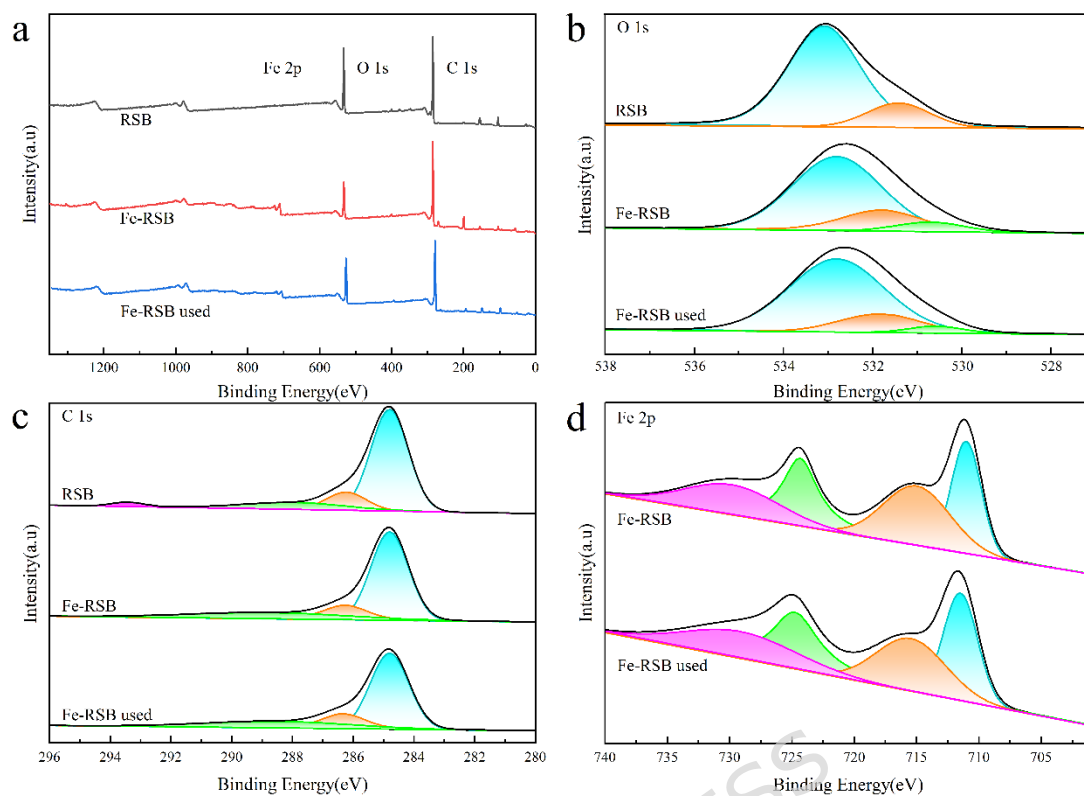 a
Fe 2p
O 1s
C 1s
RSB
Fe-RSB
Fe-RSB used
Intensity(a.u)
1200
1000
800
600
400
200
0
Binding Energy(eV)
b
O 1s
RSB
Fe-RSB
Fe-RSB used
Intensity(a.u)
538
536
534
532
530
528
Binding Energy(eV)
c
C 1s
RSB
Fe-RSB
Fe-RSB used
Intensity(a.u)
296
294
292
290
288
286
284
282
280
Binding Energy(eV)
d
Fe 2p
Fe-RSB
Fe-RSB used
Intensity(a.u)
740
730
725
720
715
710
705
Binding Energy(eV)